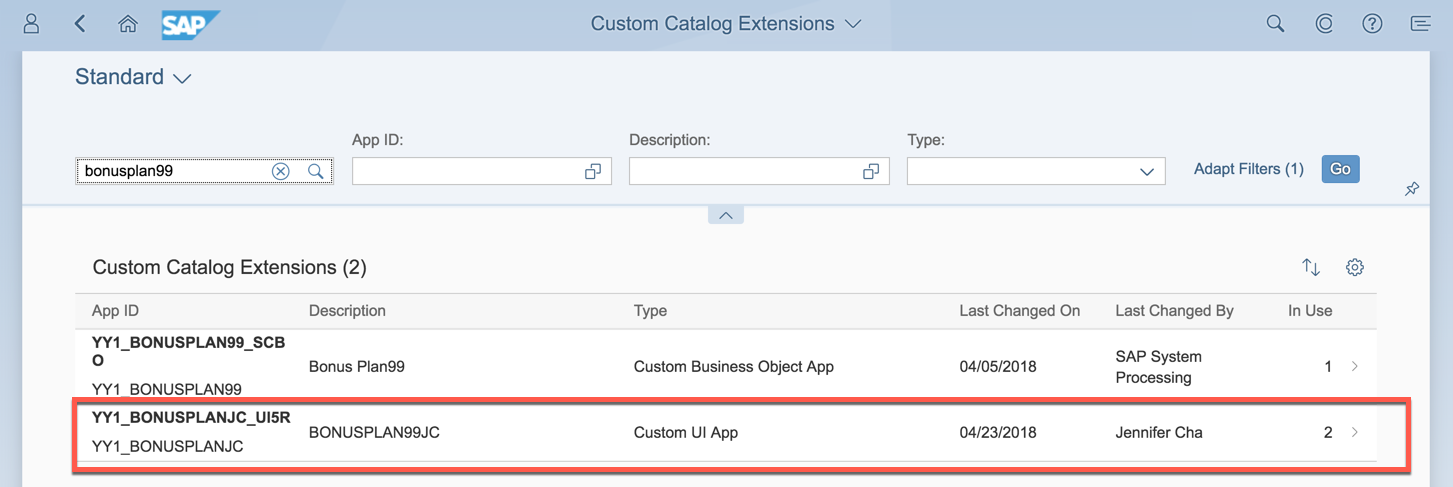 SAP
Custom Catalog Extensions
Standard
App ID:
Description:
Type:
bonusplan99
Adapt Filters (1)
Go
Custom Catalog Extensions (2)
App ID Description Type Last Changed On Last Changed By In Use
YY1_BONUSPLAN99_SCB
O
YY1_BONUSPLAN99
Bonus Plan99
Custom Business Object App
04/05/2018
SAP System
Processing
1
YY1_BONUSPLANJC_UI5R
YY1_BONUSPLANJC
BONUSPLAN99JC
Custom UI App
04/23/2018
Jennifer Cha
2